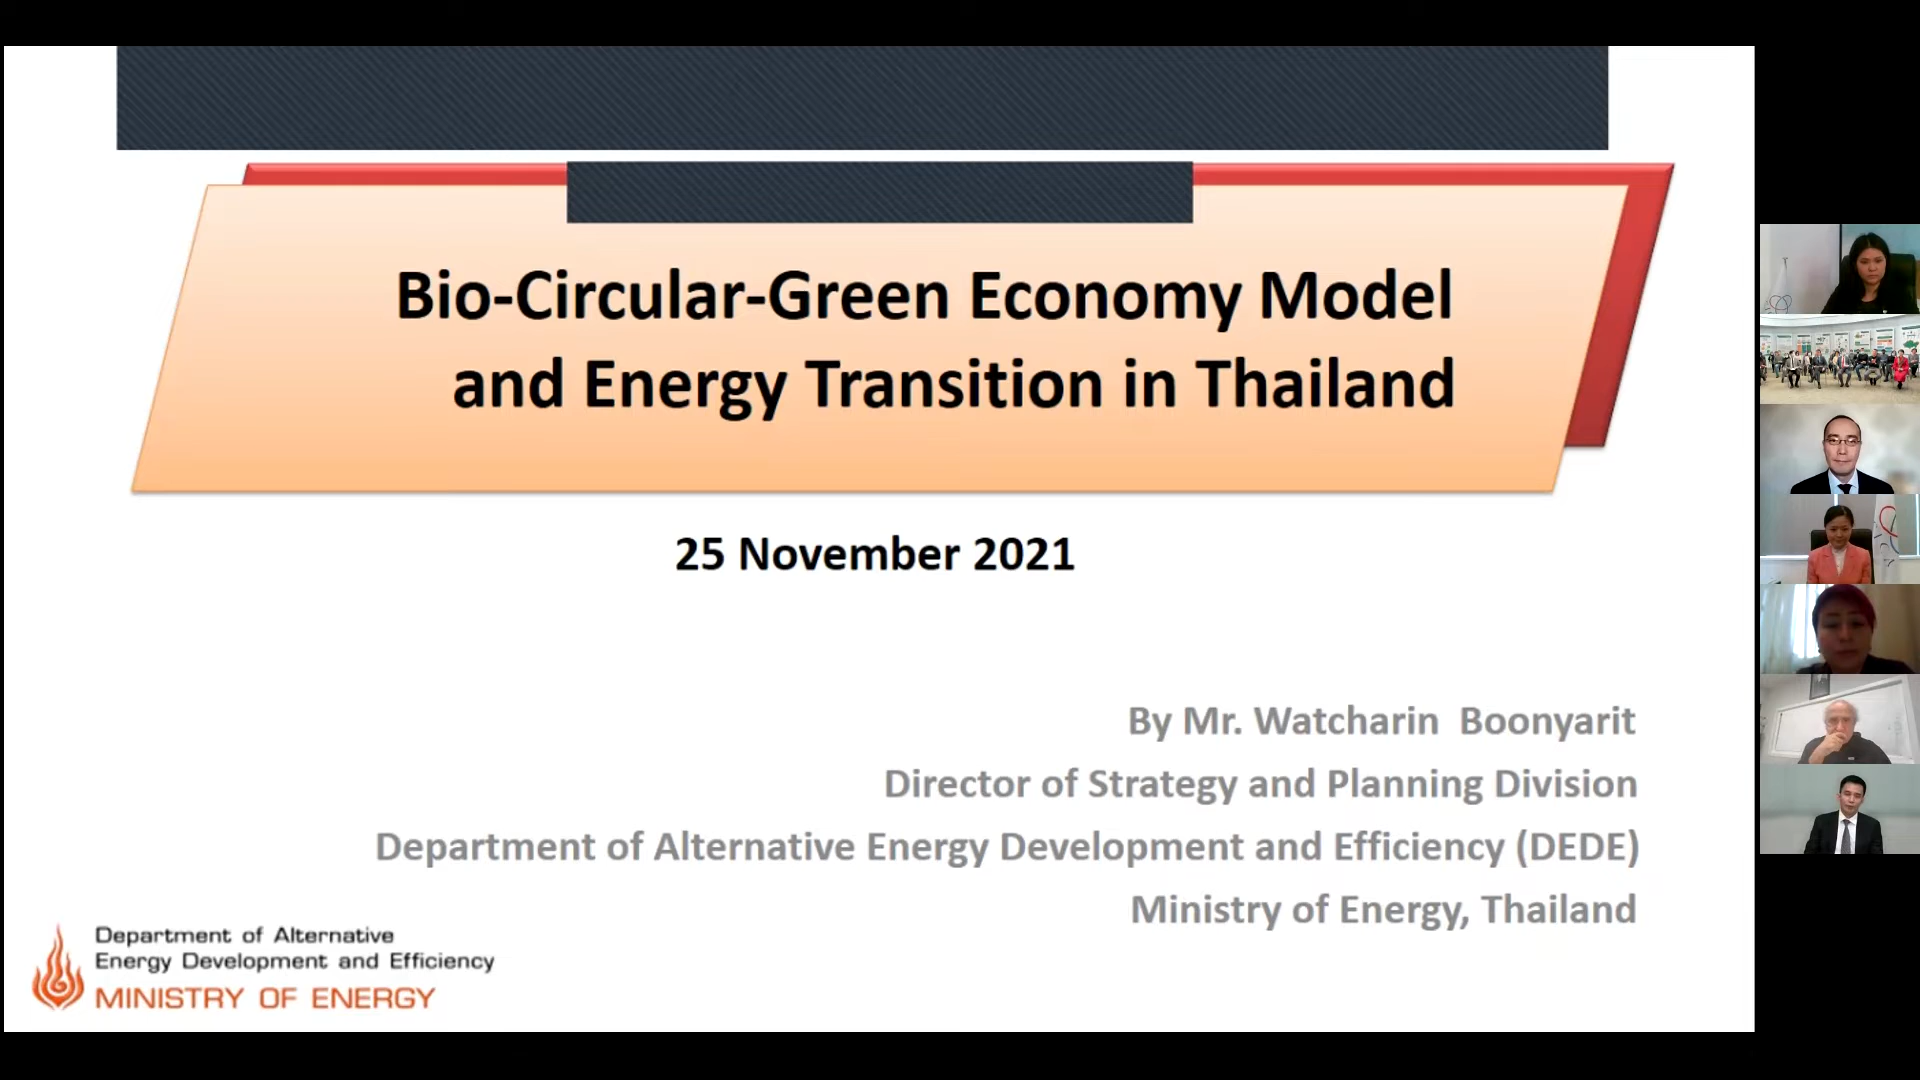 Bio-Circular-Green Economy Model
and Energy Transition in Thailand
25 November 2021
By Mr. Watcharin Boonyarit
Director of Strategy and Planning Division
Department of Alternative Energy Development and Efficiency (DEDE)
Ministry of Energy, Thailand
Department of Alternative
Energy Development and Efficiency
MINISTRY OF ENERGY